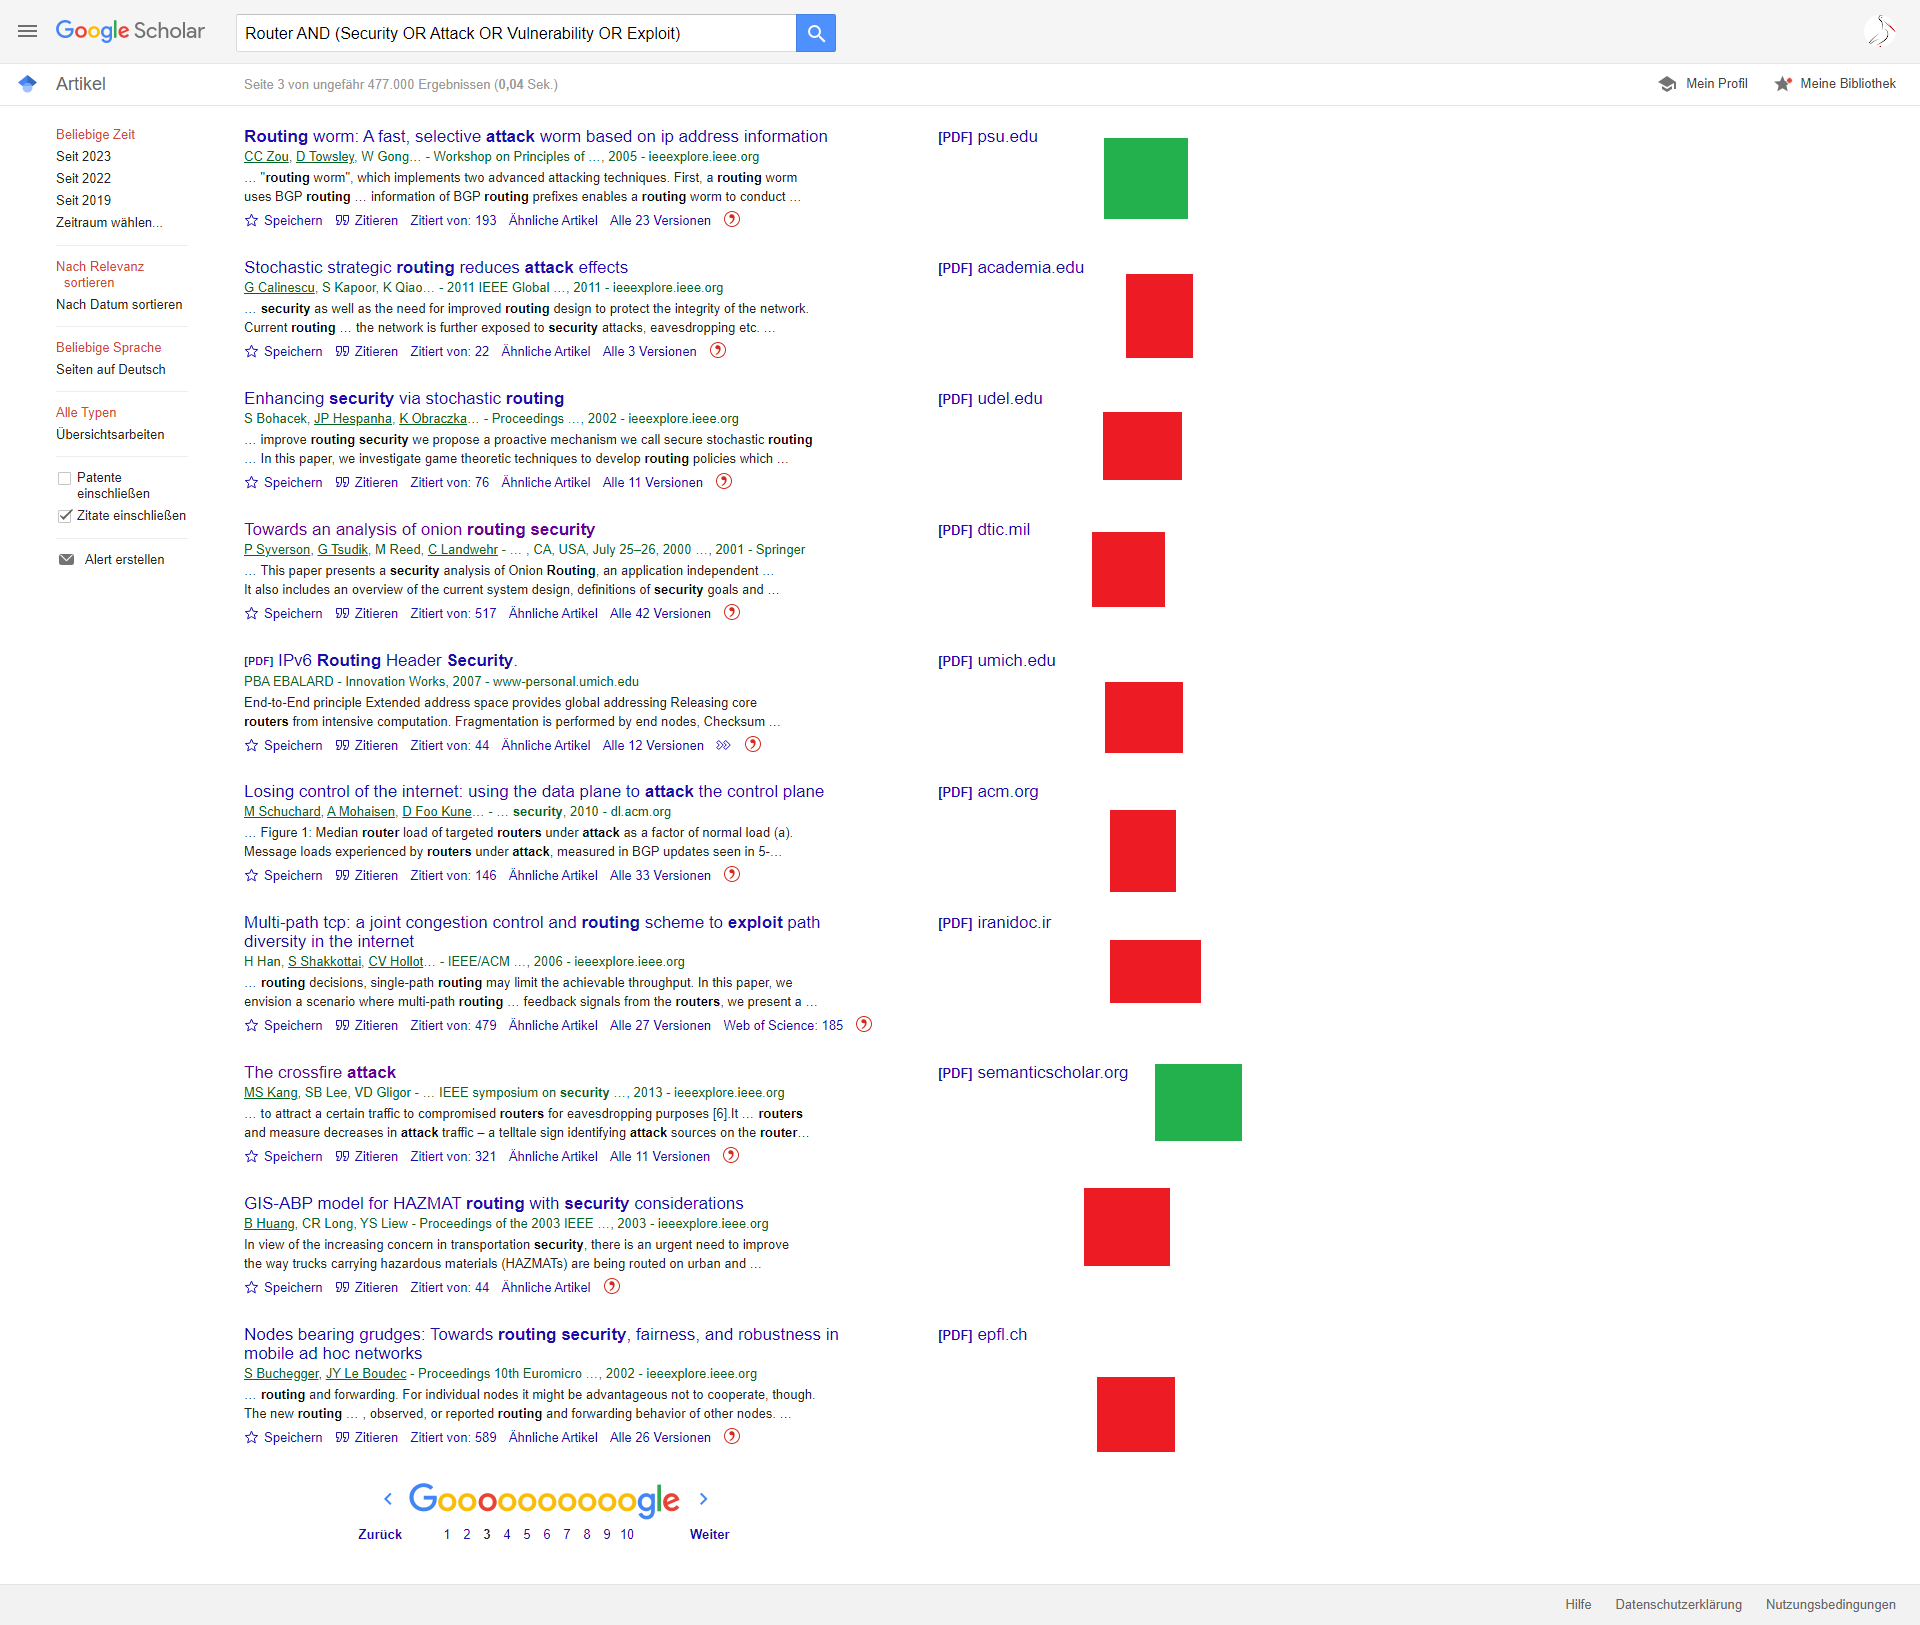 Google Scholar
Router AND (Security OR Attack OR Vulnerability OR Exploit)
Artikel
Seite 3 von ungefähr 477.000 Ergebnissen (0,04 Sek.)
Mein Profil
Meine Bibliothek
Beliebige Zeit
Seit 2023
Seit 2022
Seit 2019
Zeitraum wählen...
Nach Relevanz
sortieren
Nach Datum sortieren
Beliebige Sprache
Seiten auf Deutsch
Alle Typen
Übersichtsarbeiten
Patente
einschließen
Zitate einschließen
Alert erstellen
Routing worm: A fast, selective attack worm based on ip address information
[PDF] psu.edu
CC Zou, D Towsley, W Gong… - Workshop on Principles of …, 2005 - ieeexplore.ieee.org
… "routing worm", which implements two advanced attacking techniques. First, a routing worm
uses BGP routing … information of BGP routing prefixes enables a routing worm to conduct …
Speichern Zitieren Zitiert von: 193 Ähnliche Artikel Alle 23 Versionen
Stochastic strategic routing reduces attack effects
[PDF] academia.edu
G Calinescu, S Kapoor, K Qiao… - 2011 IEEE Global …, 2011 - ieeexplore.ieee.org
… security as well as the need for improved routing design to protect the integrity of the network.
Current routing … the network is further exposed to security attacks, eavesdropping etc. …
Speichern Zitieren Zitiert von: 22 Ähnliche Artikel Alle 3 Versionen
Enhancing security via stochastic routing
[PDF] udel.edu
S Bohacek, JP Hespanha, K Obraczka… - Proceedings …, 2002 - ieeexplore.ieee.org
… improve routing security we propose a proactive mechanism we call secure stochastic routing
… In this paper, we investigate game theoretic techniques to develop routing policies which …
Speichern Zitieren Zitiert von: 76 Ähnliche Artikel Alle 11 Versionen
Towards an analysis of onion routing security
[PDF] dtic.mil
P Syverson, G Tsudik, M Reed, C Landwehr - … , CA, USA, July 25–26, 2000 …, 2001 - Springer
… This paper presents a security analysis of Onion Routing, an application independent …
It also includes an overview of the current system design, definitions of security goals and …
Speichern Zitieren Zitiert von: 517 Ähnliche Artikel Alle 42 Versionen
[PDF] IPv6 Routing Header Security.
[PDF] umich.edu
PBA EBALARD - Innovation Works, 2007 - www-personal.umich.edu
End-to-End principle Extended address space provides global addressing Releasing core
routers from intensive computation. Fragmentation is performed by end nodes, Checksum …
Speichern Zitieren Zitiert von: 44 Ähnliche Artikel Alle 12 Versionen
Losing control of the internet: using the data plane to attack the control plane
[PDF] acm.org
M Schuchard, A Mohaisen, D Foo Kune… - … security, 2010 - dl.acm.org
… Figure 1: Median router load of targeted routers under attack as a factor of normal load (a).
Message loads experienced by routers under attack, measured in BGP updates seen in 5-…
Speichern Zitieren Zitiert von: 146 Ähnliche Artikel Alle 33 Versionen
Multi-path tcp: a joint congestion control and routing scheme to exploit path
diversity in the internet
[PDF] iranidoc.ir
H Han, S Shakkottai, CV Hollot… - IEEE/ACM …, 2006 - ieeexplore.ieee.org
… routing decisions, single-path routing may limit the achievable throughput. In this paper, we
envision a scenario where multi-path routing … feedback signals from the routers, we present a …
Speichern Zitieren Zitiert von: 479 Ähnliche Artikel Alle 27 Versionen Web of Science: 185
The crossfire attack
[PDF] semanticscholar.org
MS Kang, SB Lee, VD Gligor - … IEEE symposium on security …, 2013 - ieeexplore.ieee.org
… to attract a certain traffic to compromised routers for eavesdropping purposes [6].It … routers
and measure decreases in attack traffic – a telltale sign identifying attack sources on the router…
Speichern Zitieren Zitiert von: 321 Ähnliche Artikel Alle 11 Versionen
GIS-ABP model for HAZMAT routing with security considerations
B Huang, CR Long, YS Liew - Proceedings of the 2003 IEEE …, 2003 - ieeexplore.ieee.org
In view of the increasing concern in transportation security, there is an urgent need to improve
the way trucks carrying hazardous materials (HAZMATs) are being routed on urban and …
Speichern Zitieren Zitiert von: 44 Ähnliche Artikel
Nodes bearing grudges: Towards routing security, fairness, and robustness in
mobile ad hoc networks
[PDF] epfl.ch
S Buchegger, JY Le Boudec - Proceedings 10th Euromicro …, 2002 - ieeexplore.ieee.org
… routing and forwarding. For individual nodes it might be advantageous not to cooperate, though.
The new routing … , observed, or reported routing and forwarding behavior of other nodes. …
Speichern Zitieren Zitiert von: 589 Ähnliche Artikel Alle 26 Versionen
Goooooooooogle
Zurück 1 2 3 4 5 6 7 8 9 10 Weiter
Hilfe Datenschutzerklärung Nutzungsbedingungen